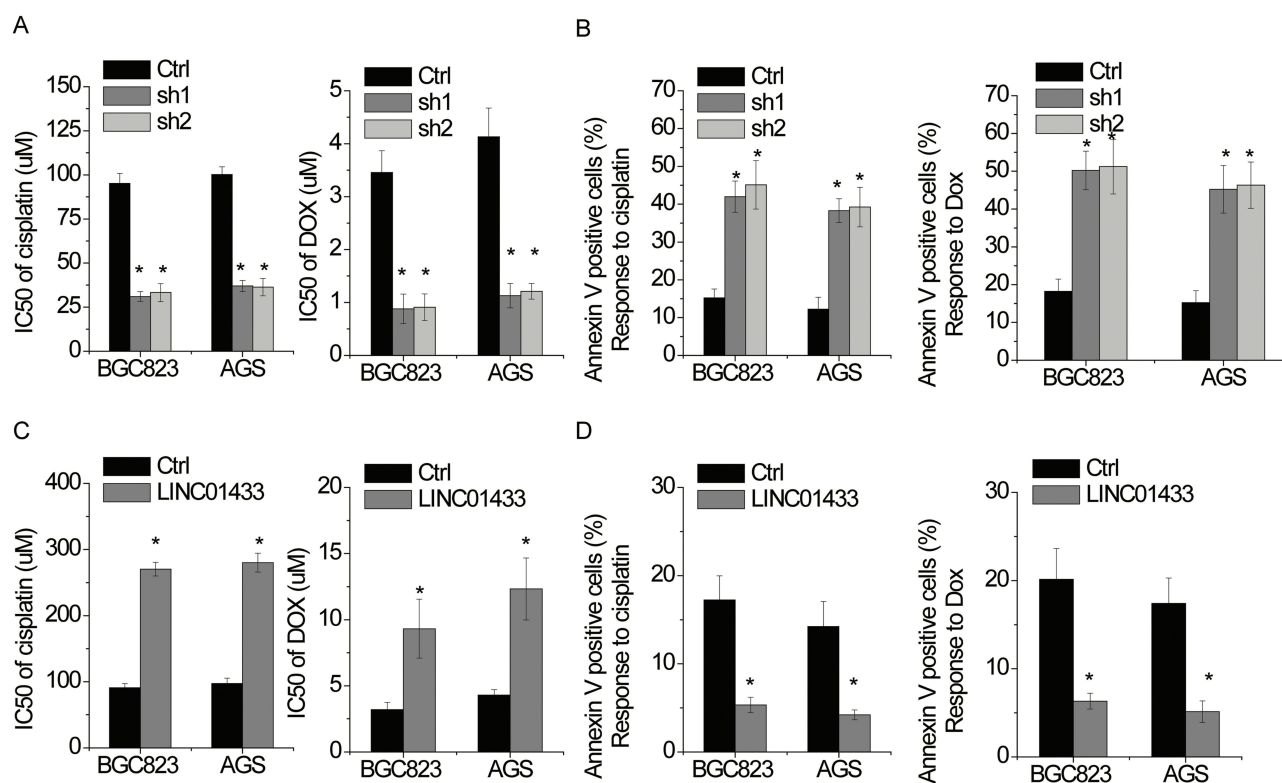 A
Ctrl
sh1
sh2
IC50 of cisplatin (uM)
150
125
100
75
50
25
0
* * * *
BGC823 AGS
Ctrl
sh1
sh2
IC50 of DOX (uM)
5
4
3
2
1
0
* * * *
BGC823 AGS
B
Ctrl
sh1
sh2
Annexin V positive cells (%)
Response to cisplatin
70
60
50
40
30
20
10
0
* * * *
BGC823 AGS
Ctrl
sh1
sh2
Annexin V positive cells (%)
Response to Dox
70
60
50
40
30
20
10
0
* * * *
BGC823 AGS
C
Ctrl
LINC01433
IC50 of cisplatin (uM)
400
300
200
100
0
* *
BGC823 AGS
Ctrl
LINC01433
IC50 of DOX (uM)
20
15
10
5
0
* *
BGC823 AGS
D
Ctrl
LINC01433
Annexin V positive cells (%)
Response to cisplatin
30
20
10
0
* *
BGC823 AGS
Ctrl
LINC01433
Annexin V positive cells (%)
Response to Dox
30
20
10
0
* *
BGC823 AGS